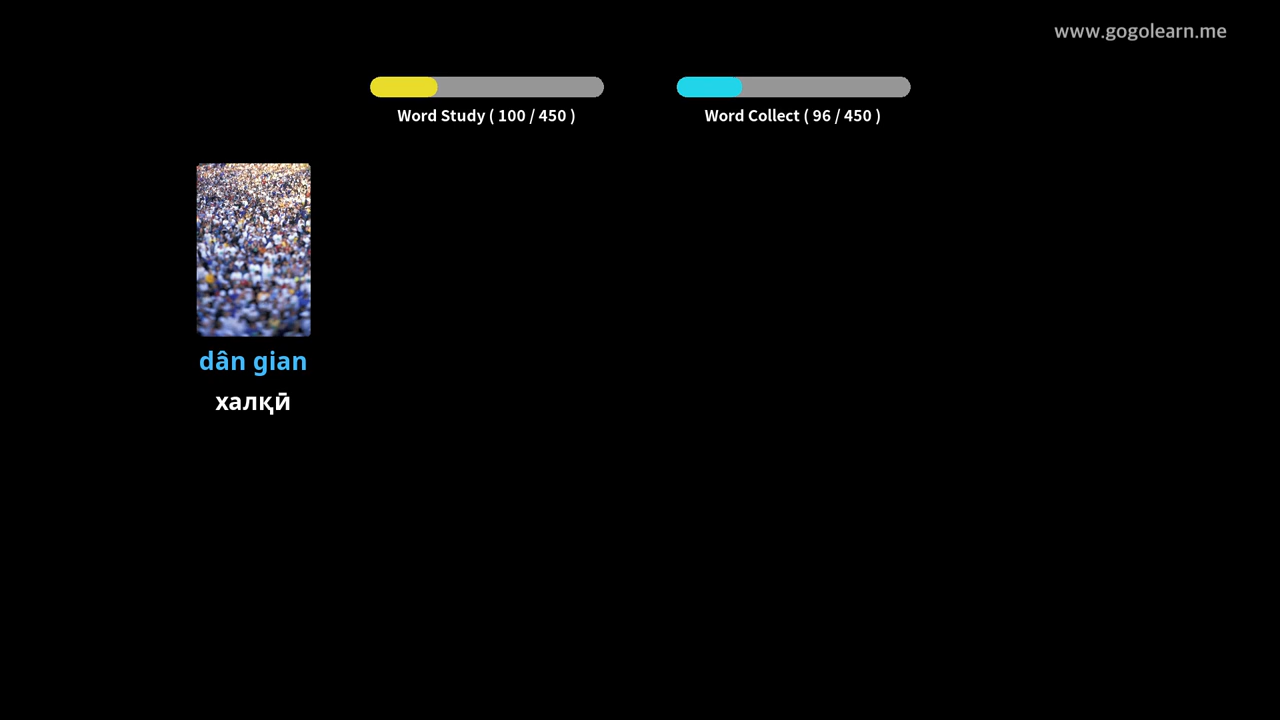 www.gogolearn.me
Word Study ( 100 / 450 )
Word Collect ( 96 / 450 )
dân gian
халқӣ